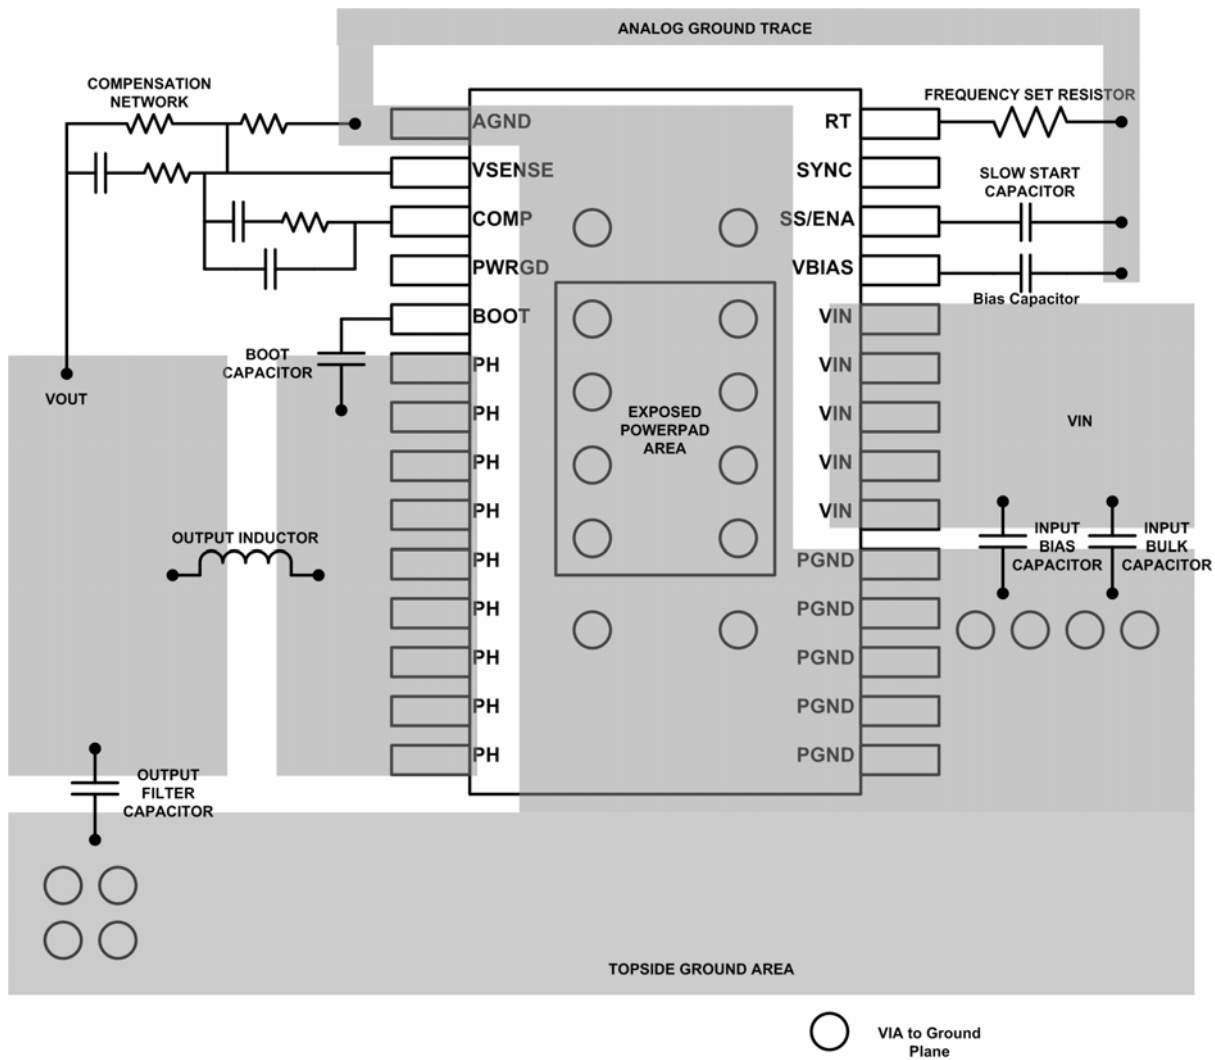 ANALOG GROUND TRACE
COMPENSATION
NETWORK
FREQUENCY SET RESISTOR
AGND
RT
VSENSE
SYNC
SLOW START
CAPACITOR
COMP
SS/ENA
PWRGD
VBIAS
Bias Capacitor
BOOT
VIN
BOOT
CAPACITOR
PH
VIN
VOUT
PH
VIN
EXPOSED
POWERPAD
AREA
VIN
PH
VIN
PH
VIN
OUTPUT INDUCTOR
INPUT
BIAS
CAPACITOR
INPUT
BULK
CAPACITOR
PH
PGND
PH
PGND
PH
PGND
PH
PGND
PH
PGND
OUTPUT
FILTER
CAPACITOR
TOPSIDE GROUND AREA
VIA to Ground
Plane